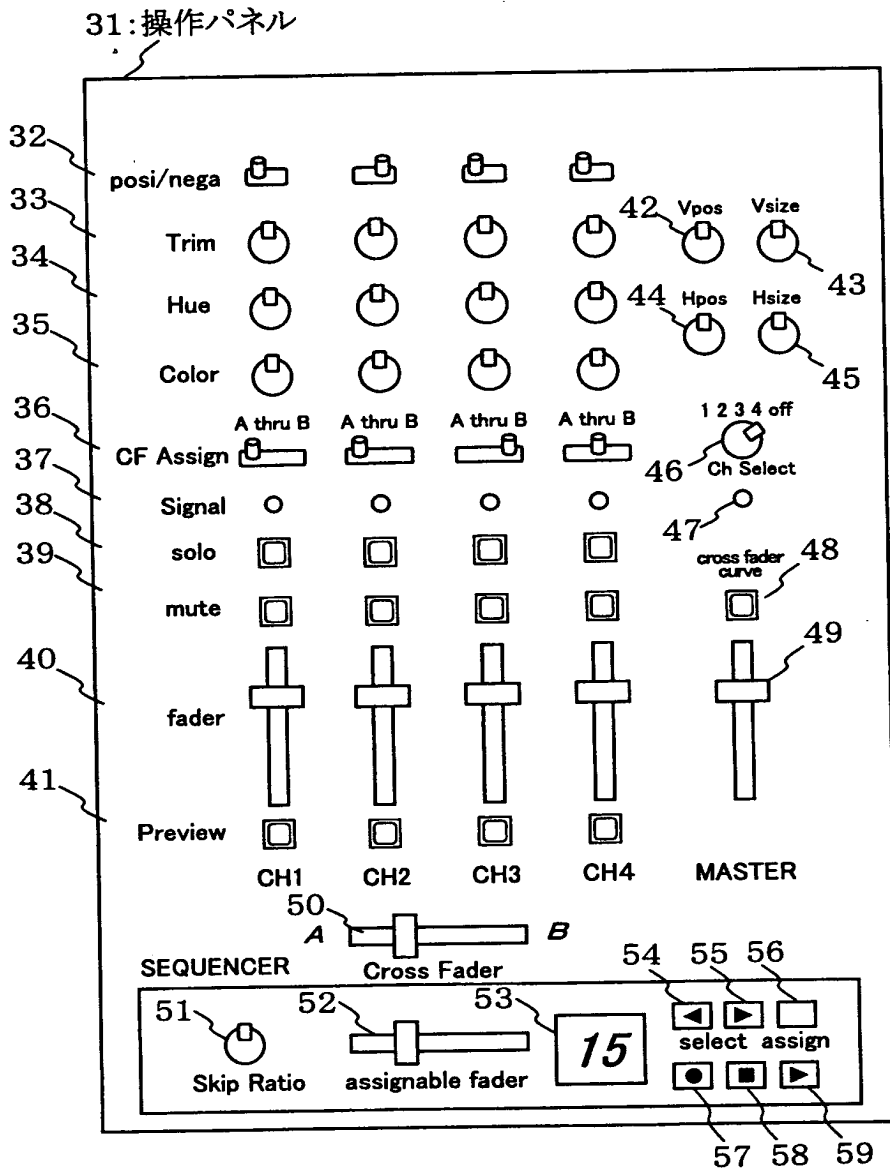 31:操作パネル
32
posi/nega
33
Trim
42
Vpos
Vsize
43
34
Hue
44
Hpos
Hsize
45
35
Color
36
A thru B
A thru B
A thru B
A thru B
CF Assign
1 2 3 4 off
46
Ch Select
37
Signal
47
38
solo
39
mute
cross fader
curve
48
40
fader
49
41
Preview
CH1
CH2
CH3
CH4
MASTER
50
A
B
Cross Fader
SEQUENCER
51
Skip Ratio
52
assignable fader
53
15
54
55
56
select assign
57
58
59